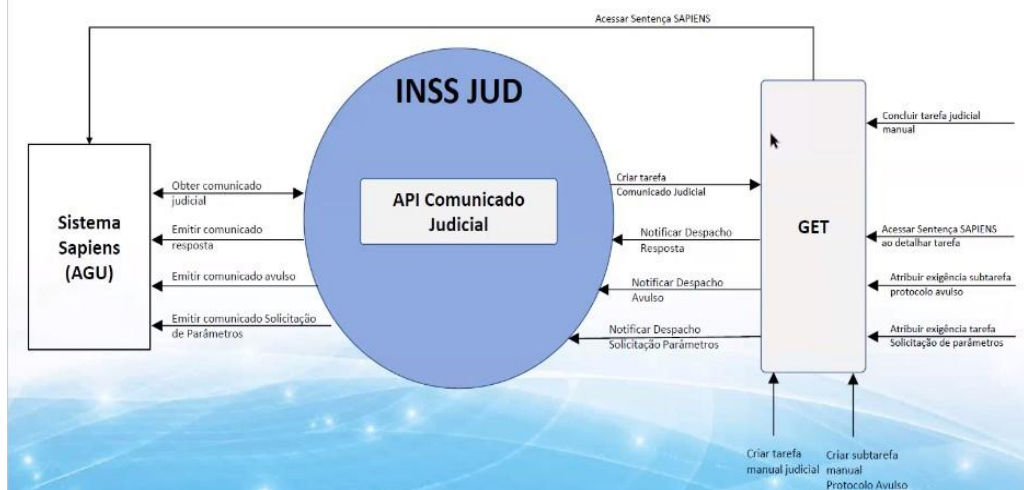 Acessar Sentença SAPIENS
INSS JUD
API Comunicado
Judicial
Sistema
Sapiens
(AGU)
Obter comunicado
judicial
Emitir comunicado
resposta
Emitir comunicado avulso
Emitir comunicado Solicitação
de Parâmetros
Criar tarefa
Comunicado Judicial
Notificar Despacho
Resposta
Notificar Despacho
Avulso
Notificar Despacho
Solicitação Parâmetros
GET
Concluir tarefa judicial
manual
Acessar Sentença SAPIENS
ao detalhar tarefa
Atribuir exigência subtarefa
protocolo avulso
Atribuir exigência tarefa
Solicitação de parâmetros
Criar tarefa
manual judicial
Criar subtarefa
manual
Protocolo Avulso